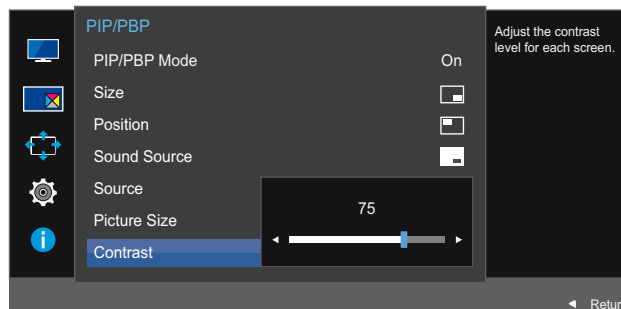 PIP/PBP
PIP/PBP Mode On
Size
Position
Sound Source
Source
Picture Size
Contrast
75
Adjust the contrast
level for each screen.
Retur